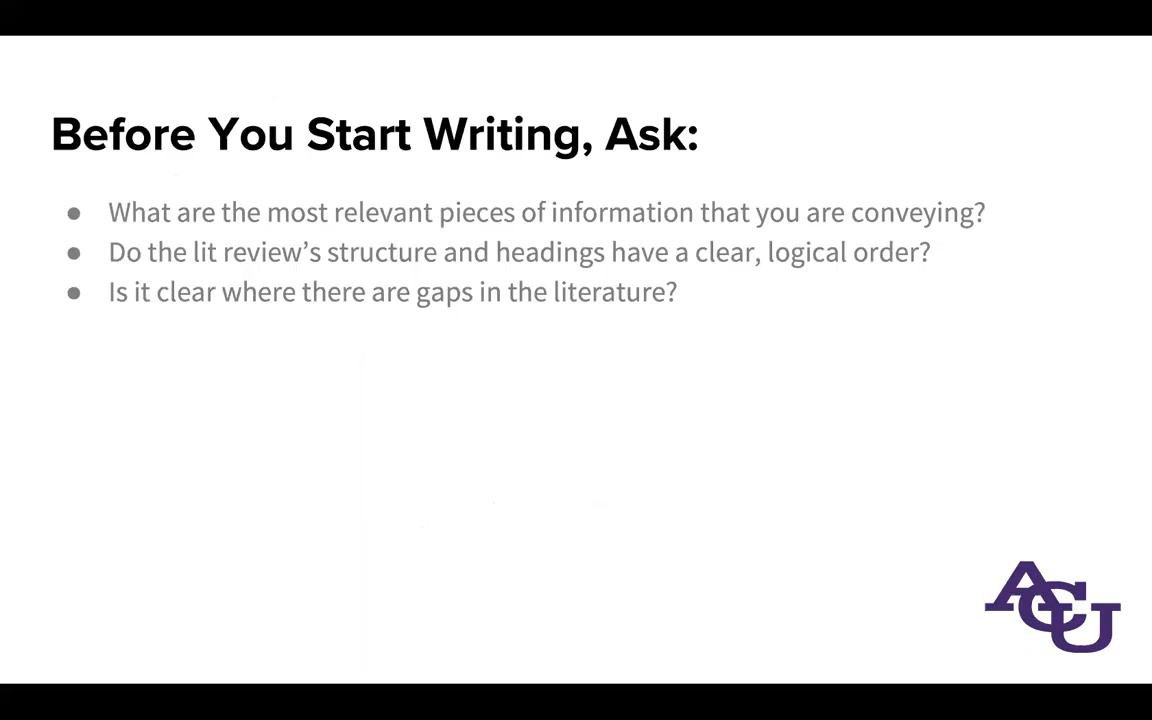 Before You Start Writing, Ask:
● What are the most relevant pieces of information that you are conveying?
● Do the lit review’s structure and headings have a clear, logical order?
● Is it clear where there are gaps in the literature?
ACU